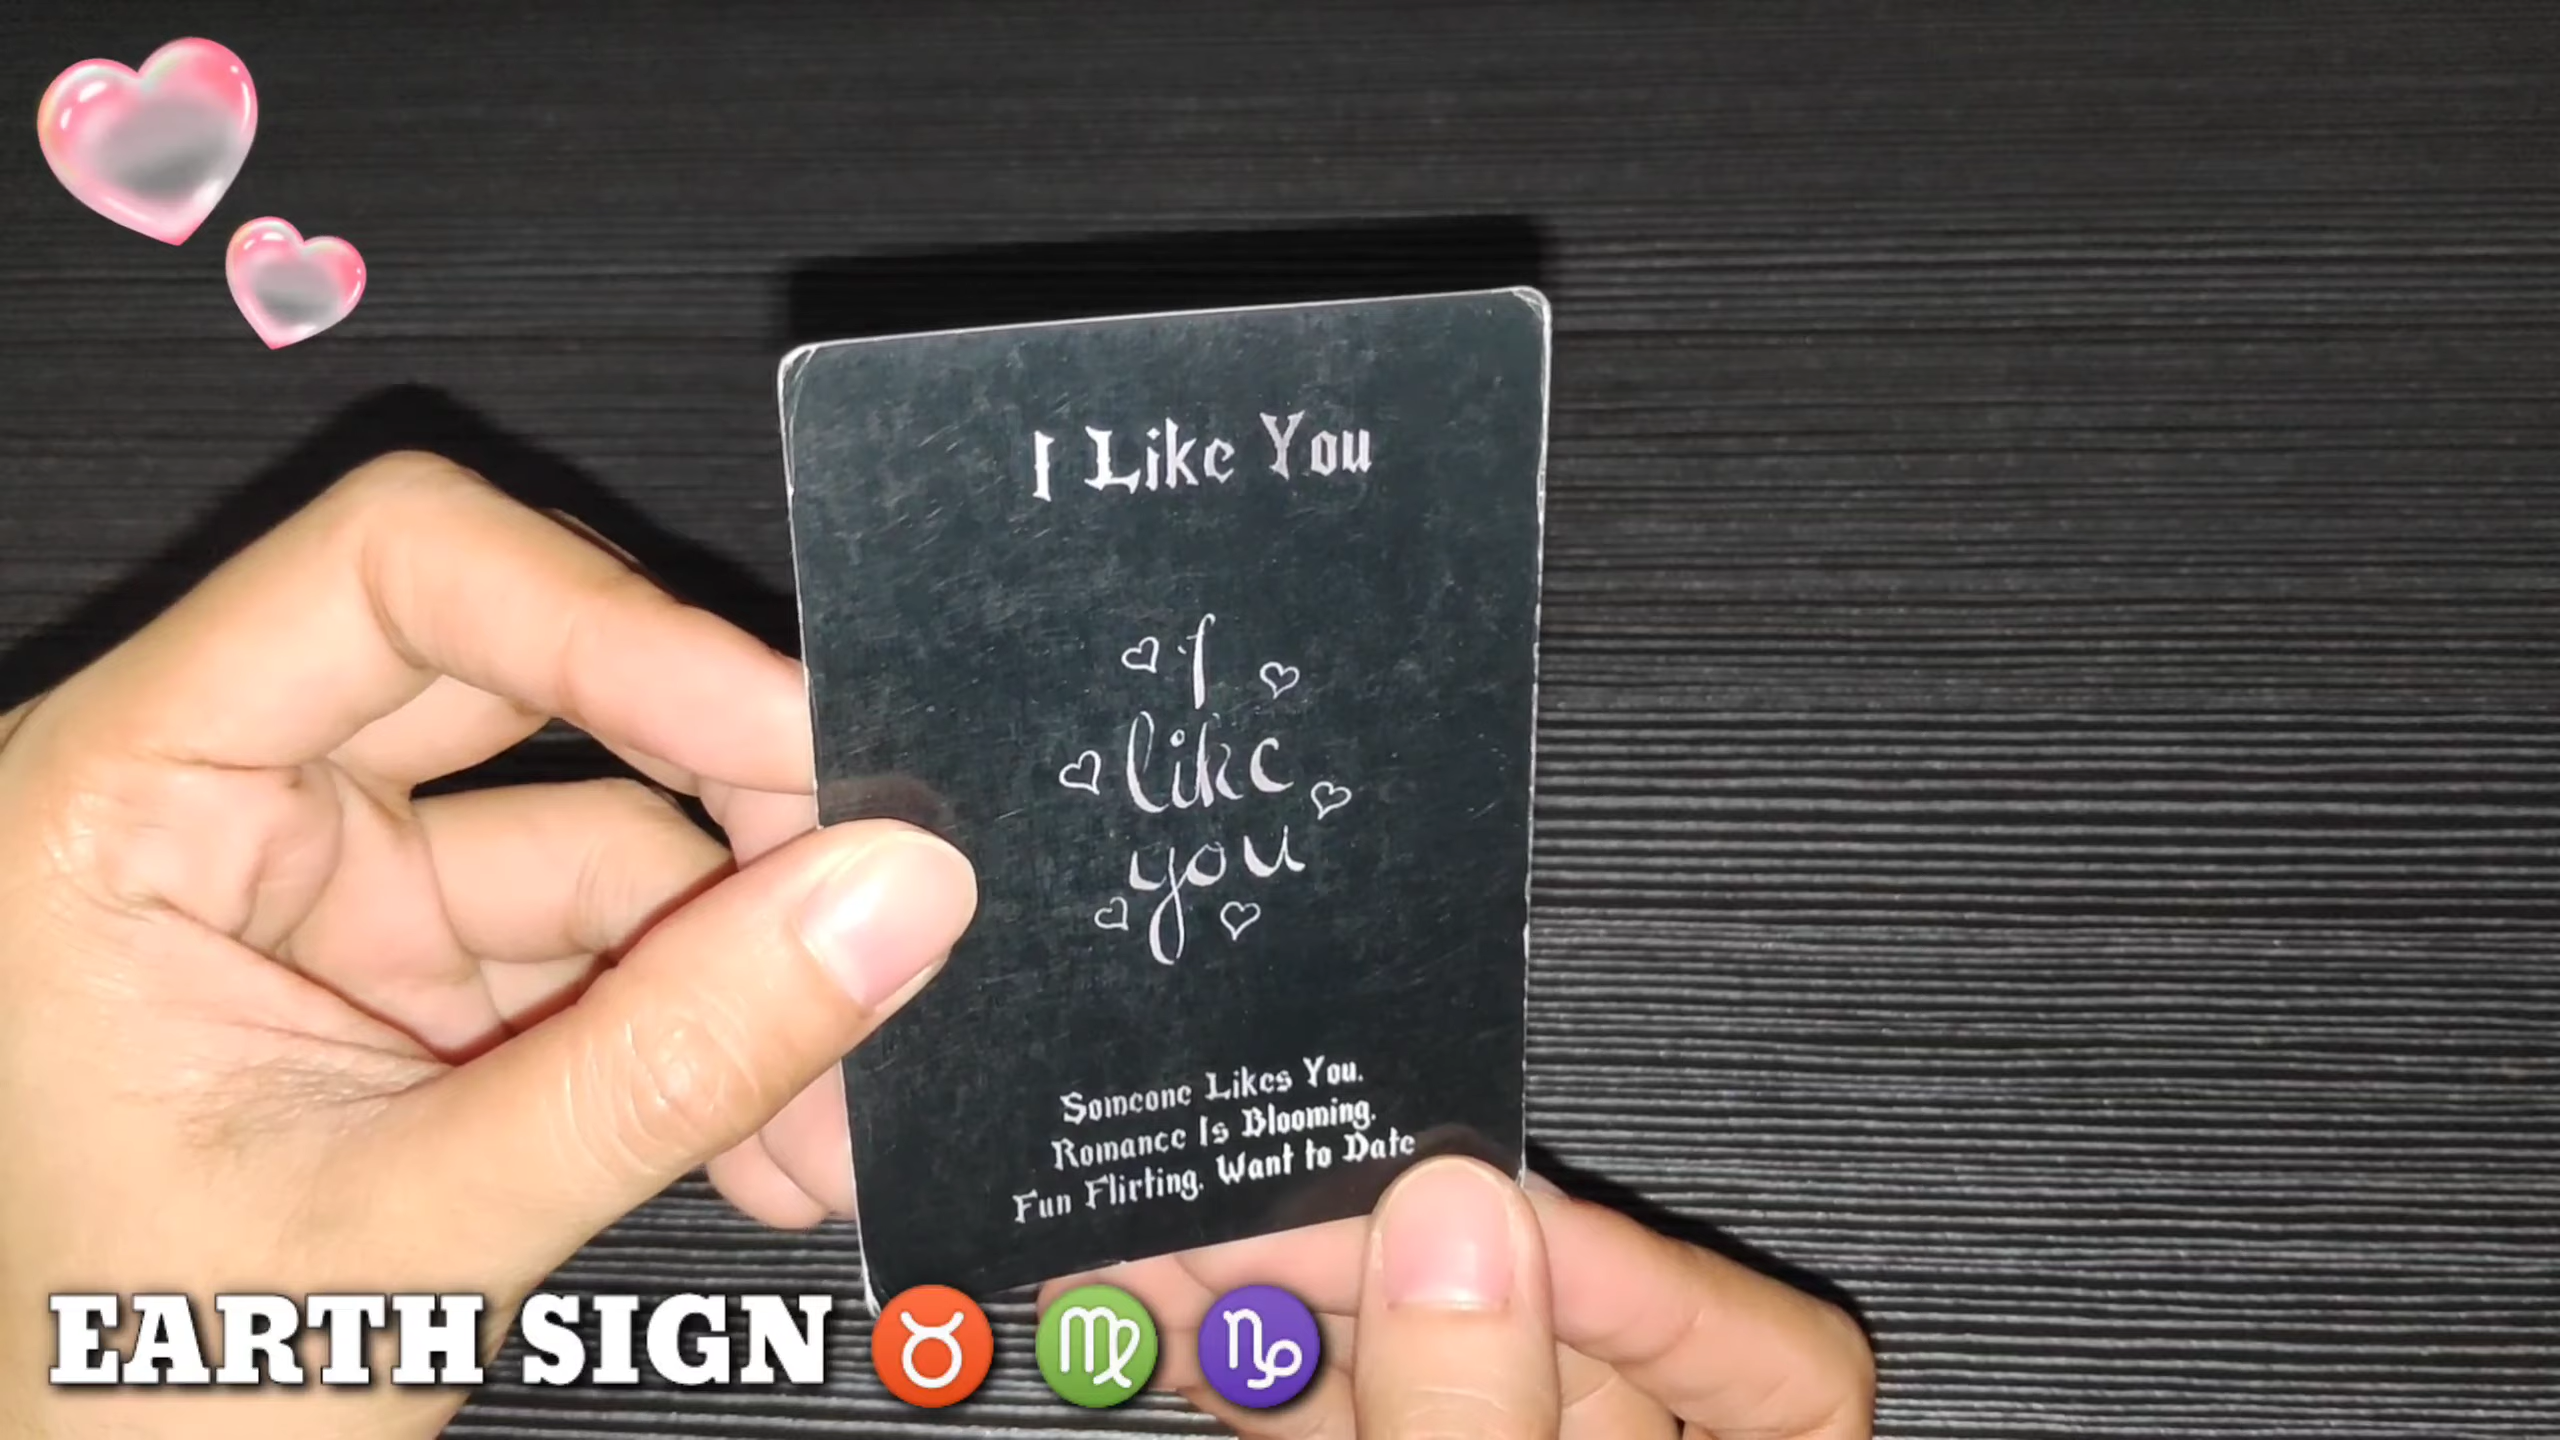 I Like You
I
like
you
Someone Likes You.
Romance Is Blooming.
Fun Flirting. Want to Date
EARTH SIGN ♉ ♍ ♑